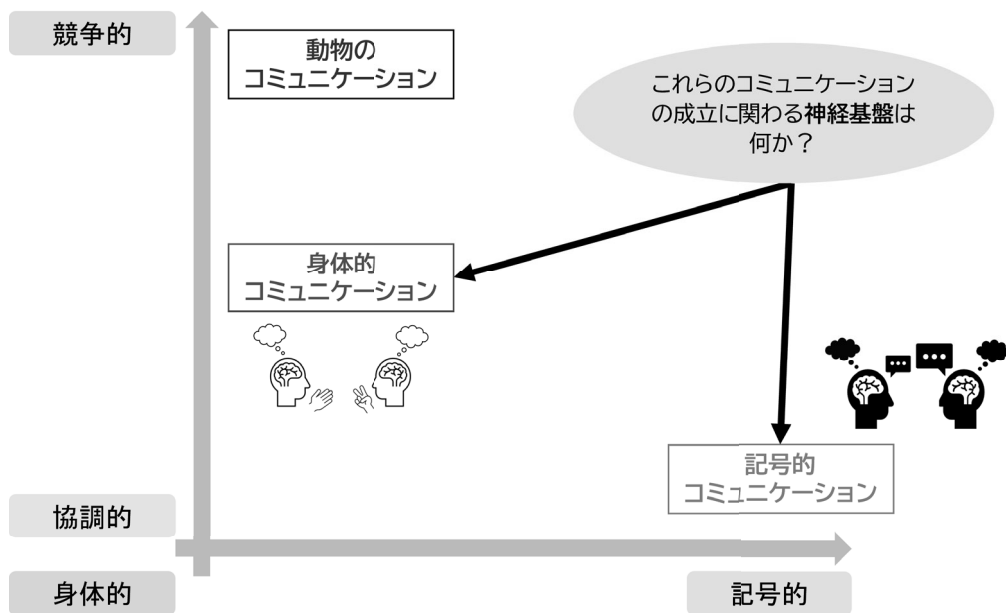 競争的
動物の
コミュニケーション
これらのコミュニケーション
の成立に関わる神経基盤は
何か？
身体的
コミュニケーション
記号的
コミュニケーション
協調的
身体的
記号的